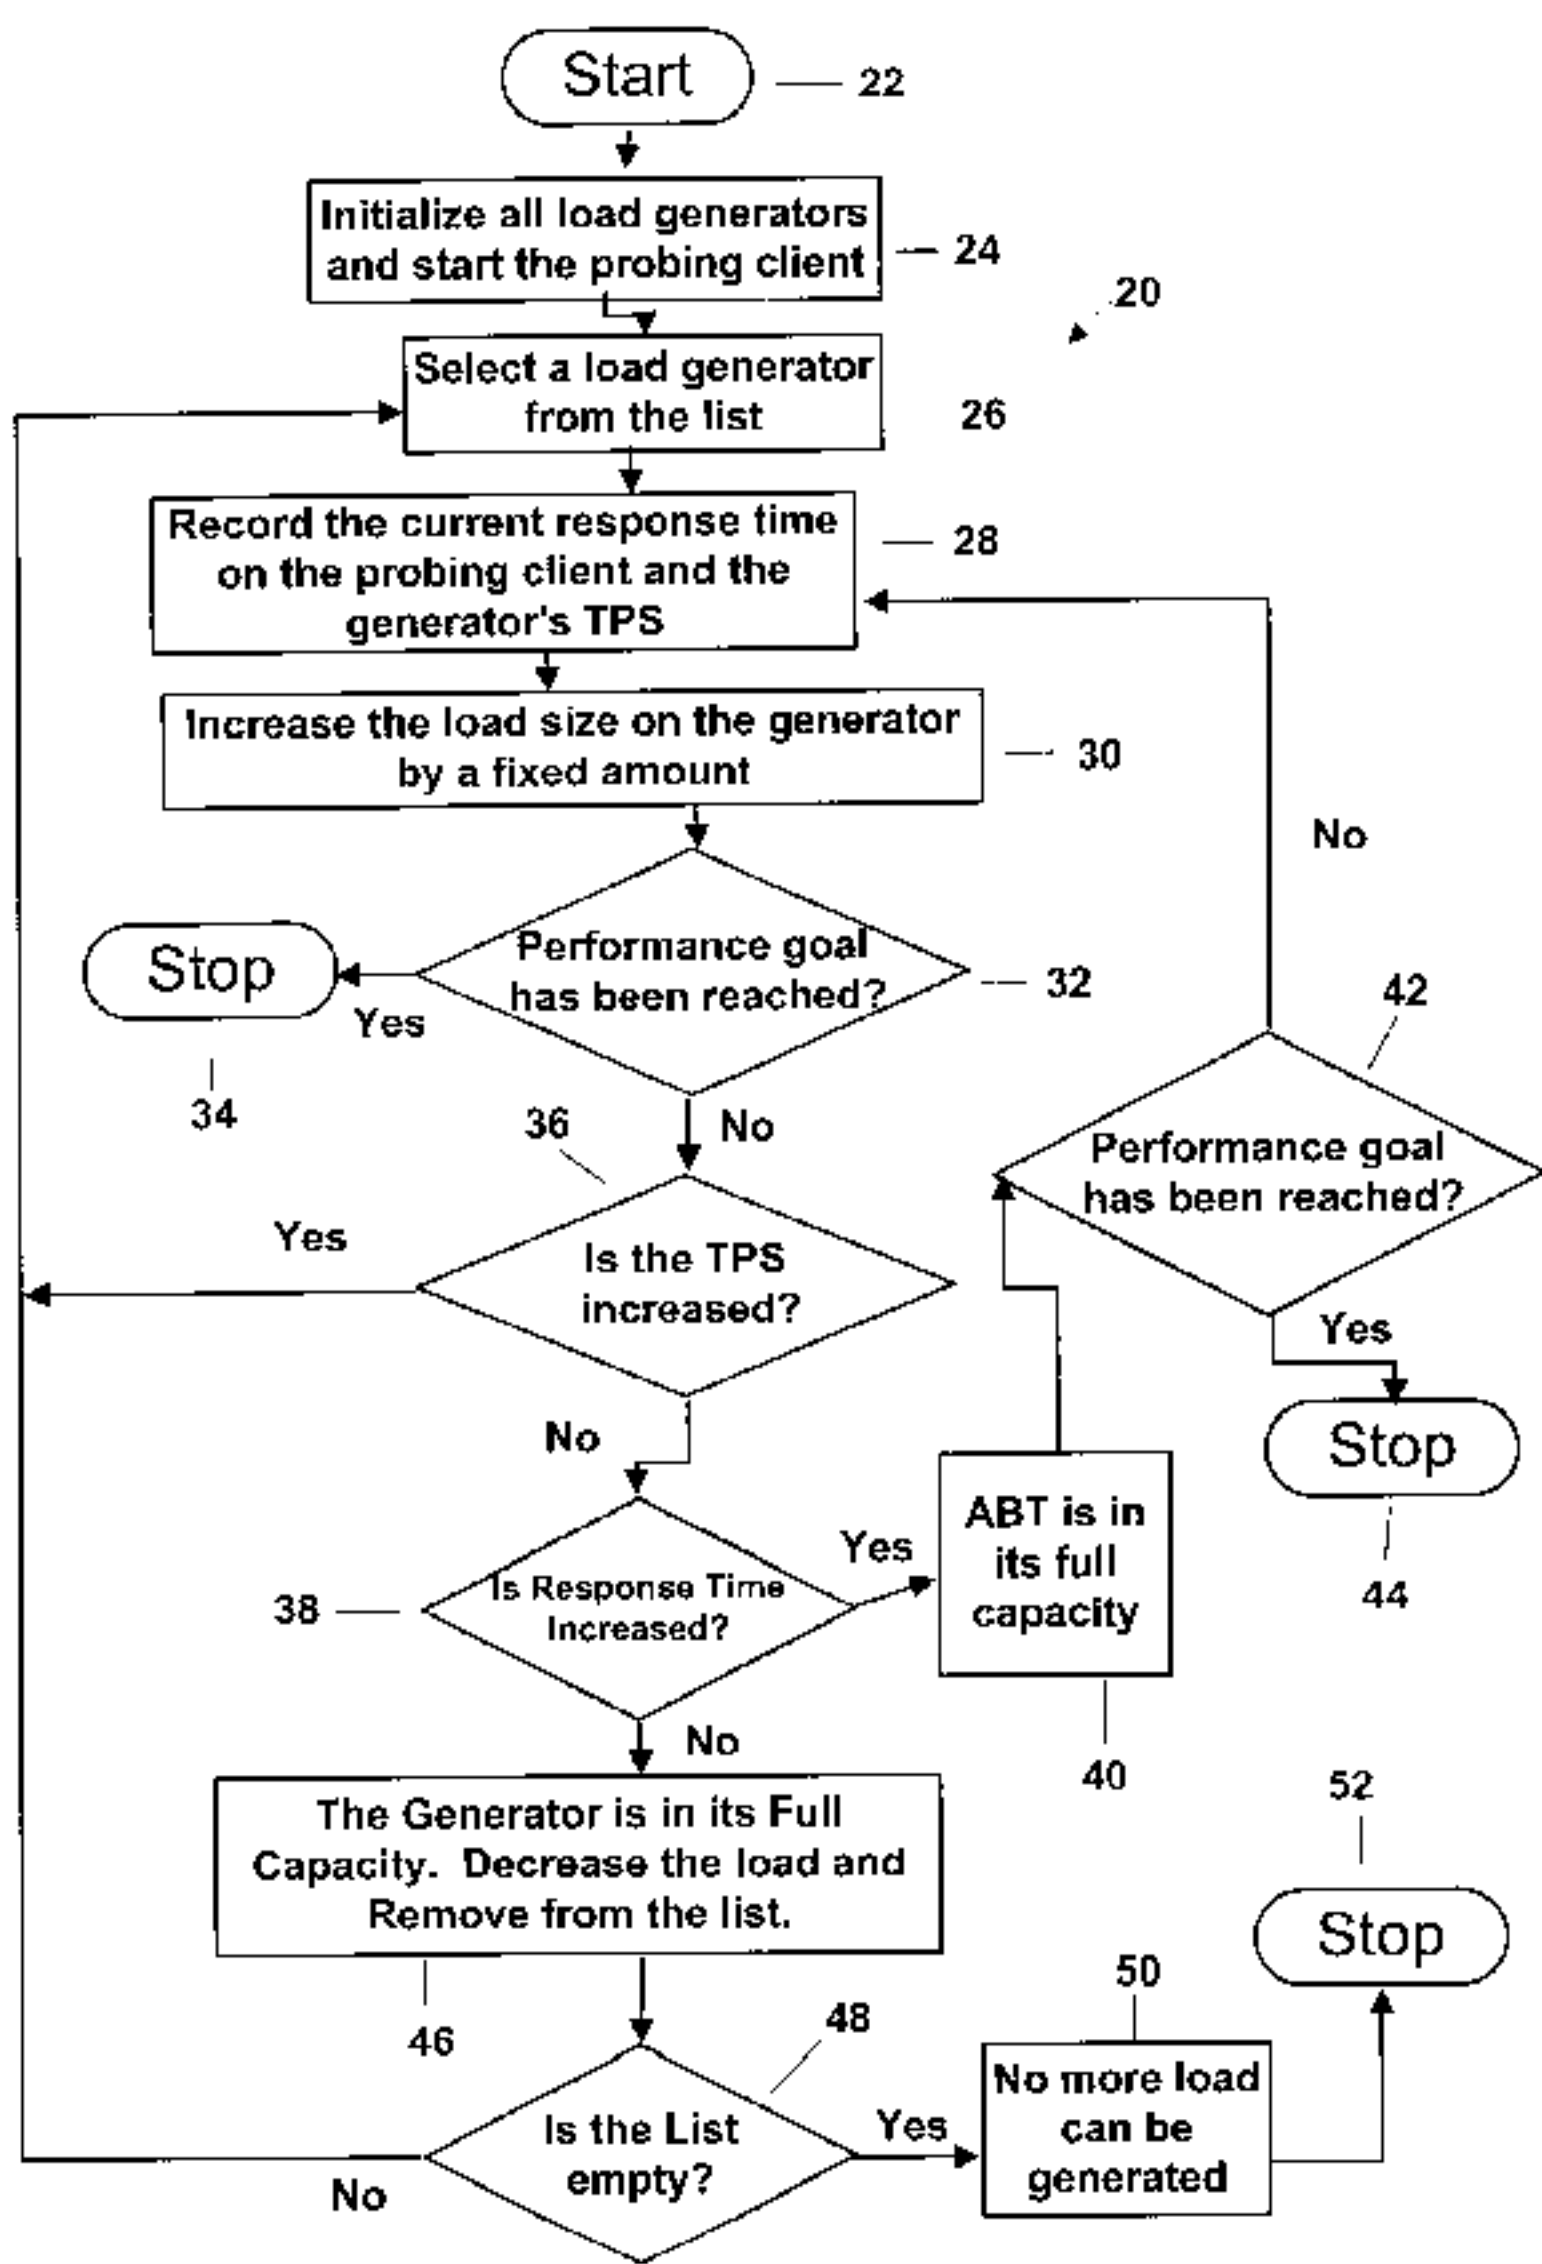 Start
22
Initialize all load generators
and start the probing client
24
20
Select a load generator
from the list
26
Record the current response time
on the probing client and the
generator's TPS
28
Increase the load size on the generator
by a fixed amount
30
No
Performance goal
has been reached?
32
Stop
Yes
34
No
42
Performance goal
has been reached?
Yes
Stop
44
36
Is the TPS
increased?
Yes
No
38
Is Response Time
Increased?
Yes
ABT is in
its full
capacity
40
No
The Generator is in its Full
Capacity. Decrease the load and
Remove from the list.
46
48
Is the List
empty?
No
Yes
50
No more load
can be
generated
52
Stop